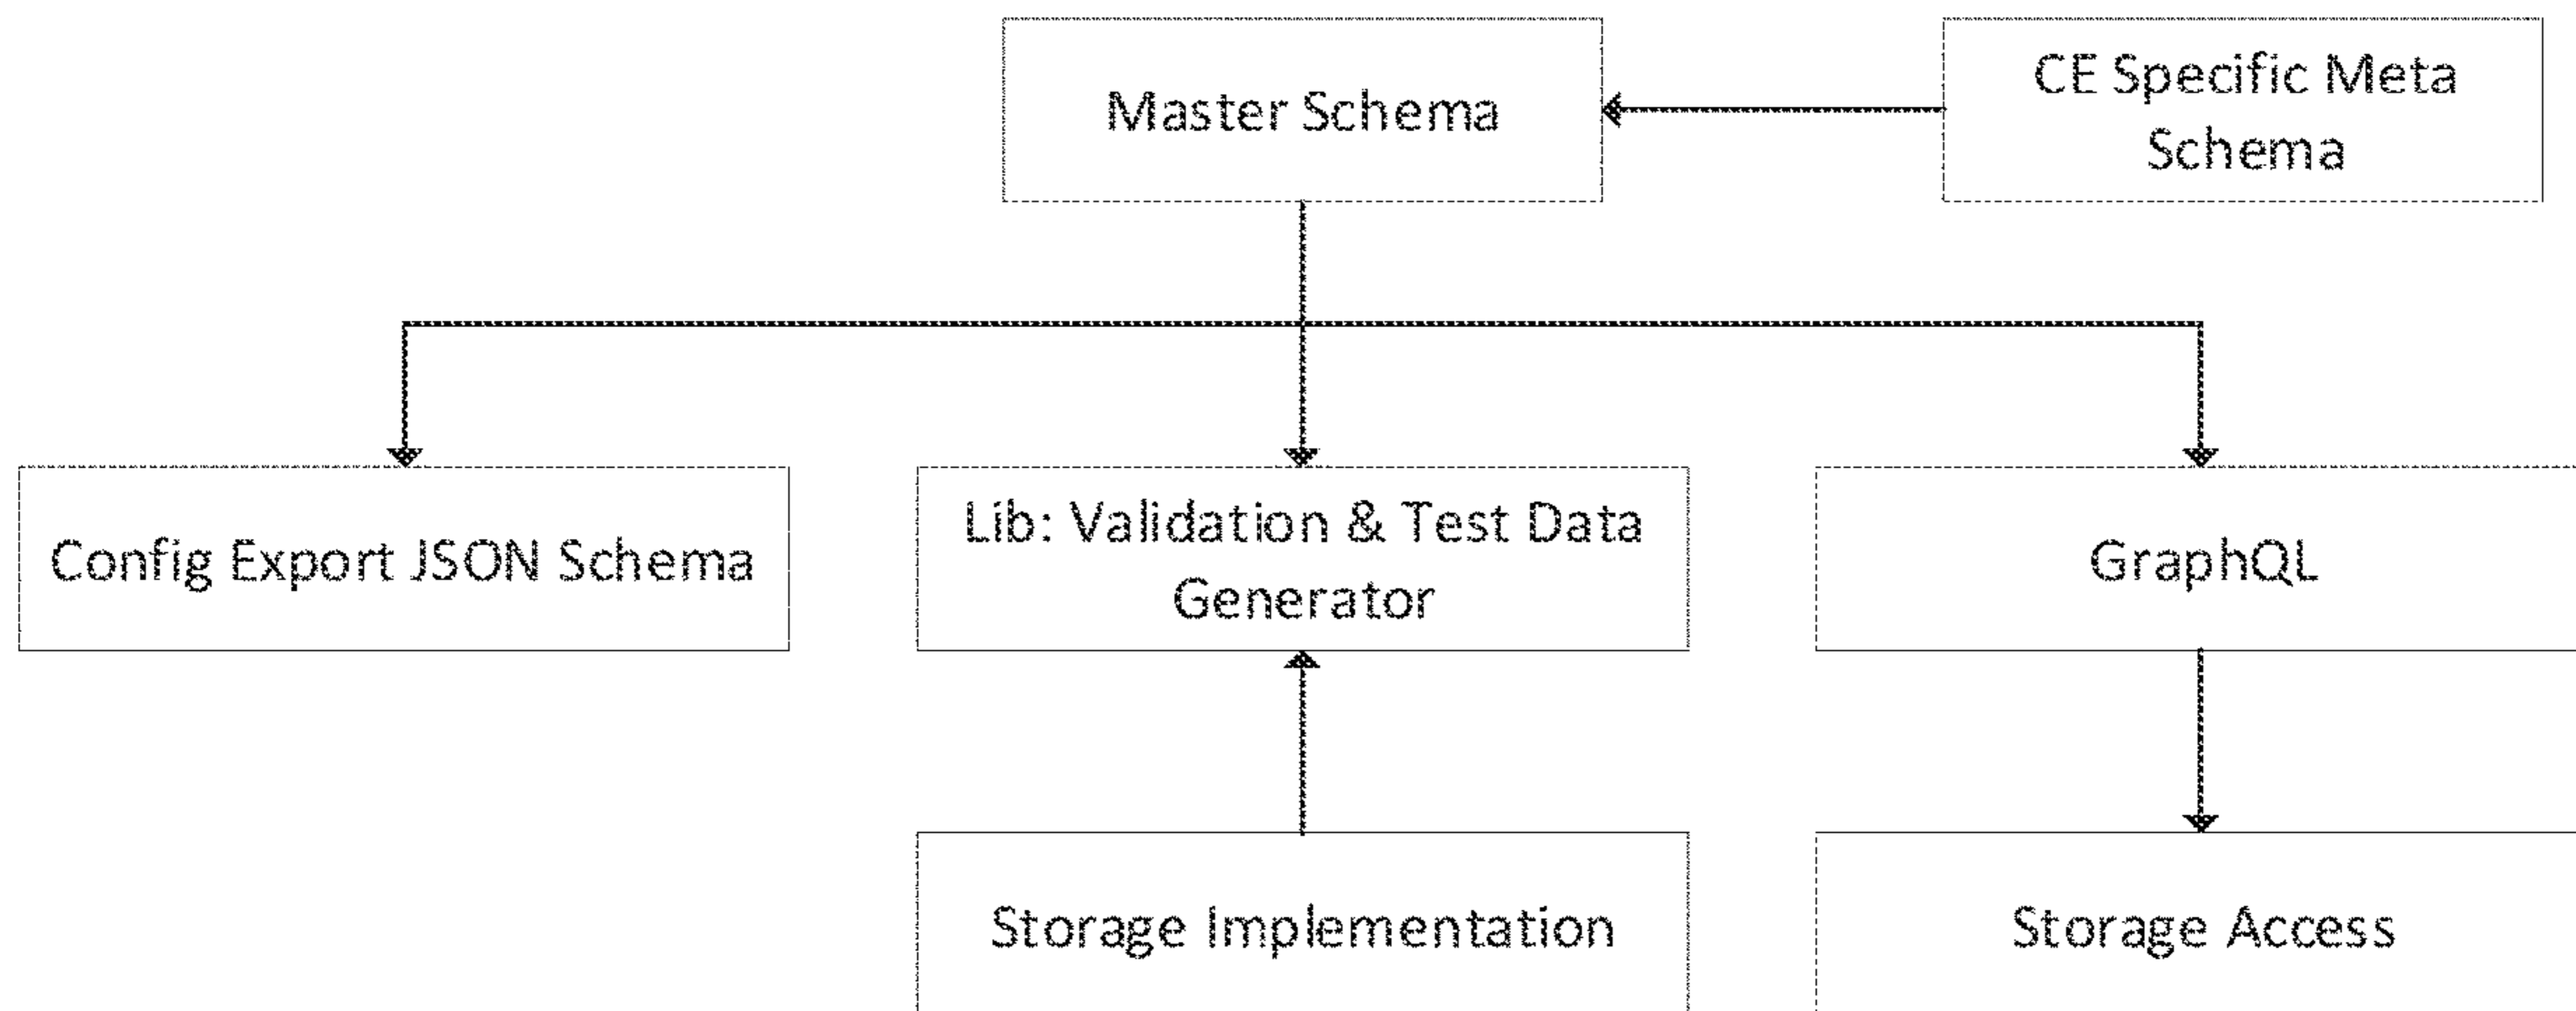 Master Schema
CE Specific Meta
Schema
Config Export JSON Schema
Lib: Validation & Test Data
Generator
GraphQL
Storage Implementation
Storage Access